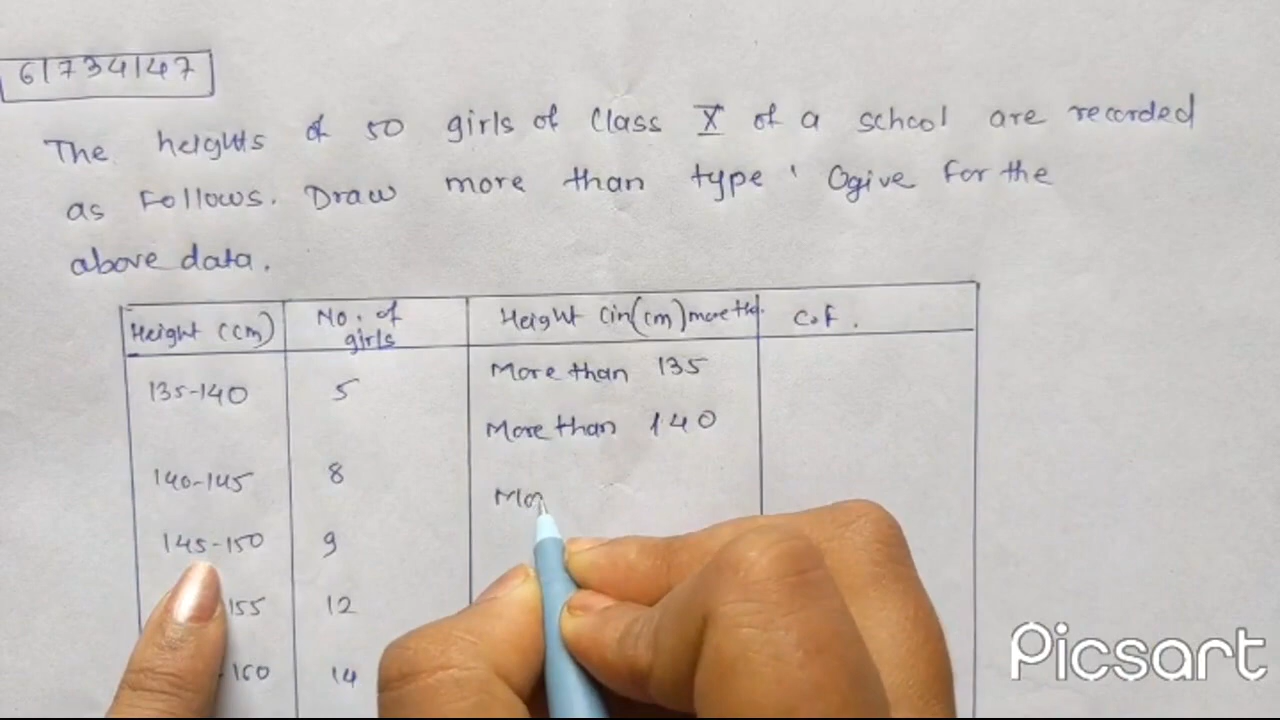 61734147
The heights of 50 girls of Class X of a school are recorded
as Follows. Draw more than type ' Ogive For the
above data.
Height (cm) No. of girls Height (in(cm) more tha. C.F.
135-140 5 More than 135
More than 140
140-145 8
Mo
145-150 9
155 12
160 14
Picsart